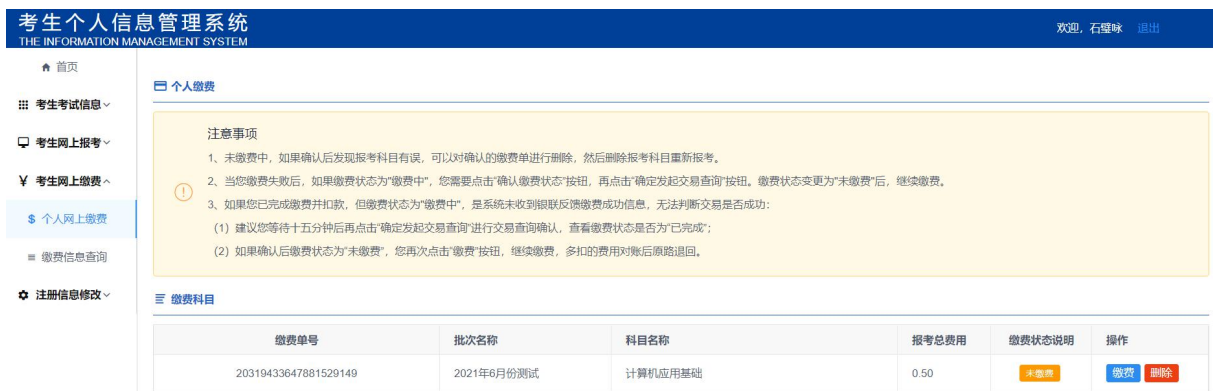 考生个人信息管理系统
THE INFORMATION MANAGEMENT SYSTEM
欢迎, 石璧咏 退出
首页
考生考试信息
考生网上报考
¥ 考生网上缴费
$ 个人网上缴费
缴费信息查询
注册信息修改
个人缴费
注意事项
1、未缴费中，如果确认后发现报考科目有误，可以对确认的缴费单进行删除，然后删除报考科目重新报考。
2、当您缴费失败后，如果缴费状态为"缴费中"，您需要点击"确认缴费状态"按钮，再点击"确定发起交易查询"按钮。缴费状态变更为"未缴费"后，继续缴费。
3、如果您已完成缴费并扣款，但缴费状态为"缴费中"，是系统未收到银联反馈缴费成功信息，无法判断交易是否成功：
(1) 建议您等待十五分钟后再点击"确定发起交易查询"进行交易查询确认，查看缴费状态是否为"已完成";
(2) 如果确认后缴费状态为"未缴费"，您再次点击"缴费"按钮，继续缴费，多扣的费用对账后原路退回。
缴费科目
缴费单号 批次名称 科目名称 报考总费用 缴费状态说明 操作
20319433647881529149 2021年6月份测试 计算机应用基础 0.50 未缴费 缴费 删除